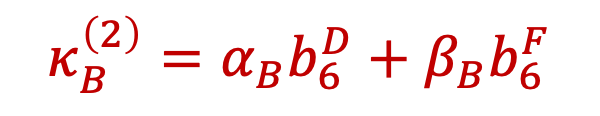 κ_B^{(2)} = α_B b_6^D + β_B b_6^F